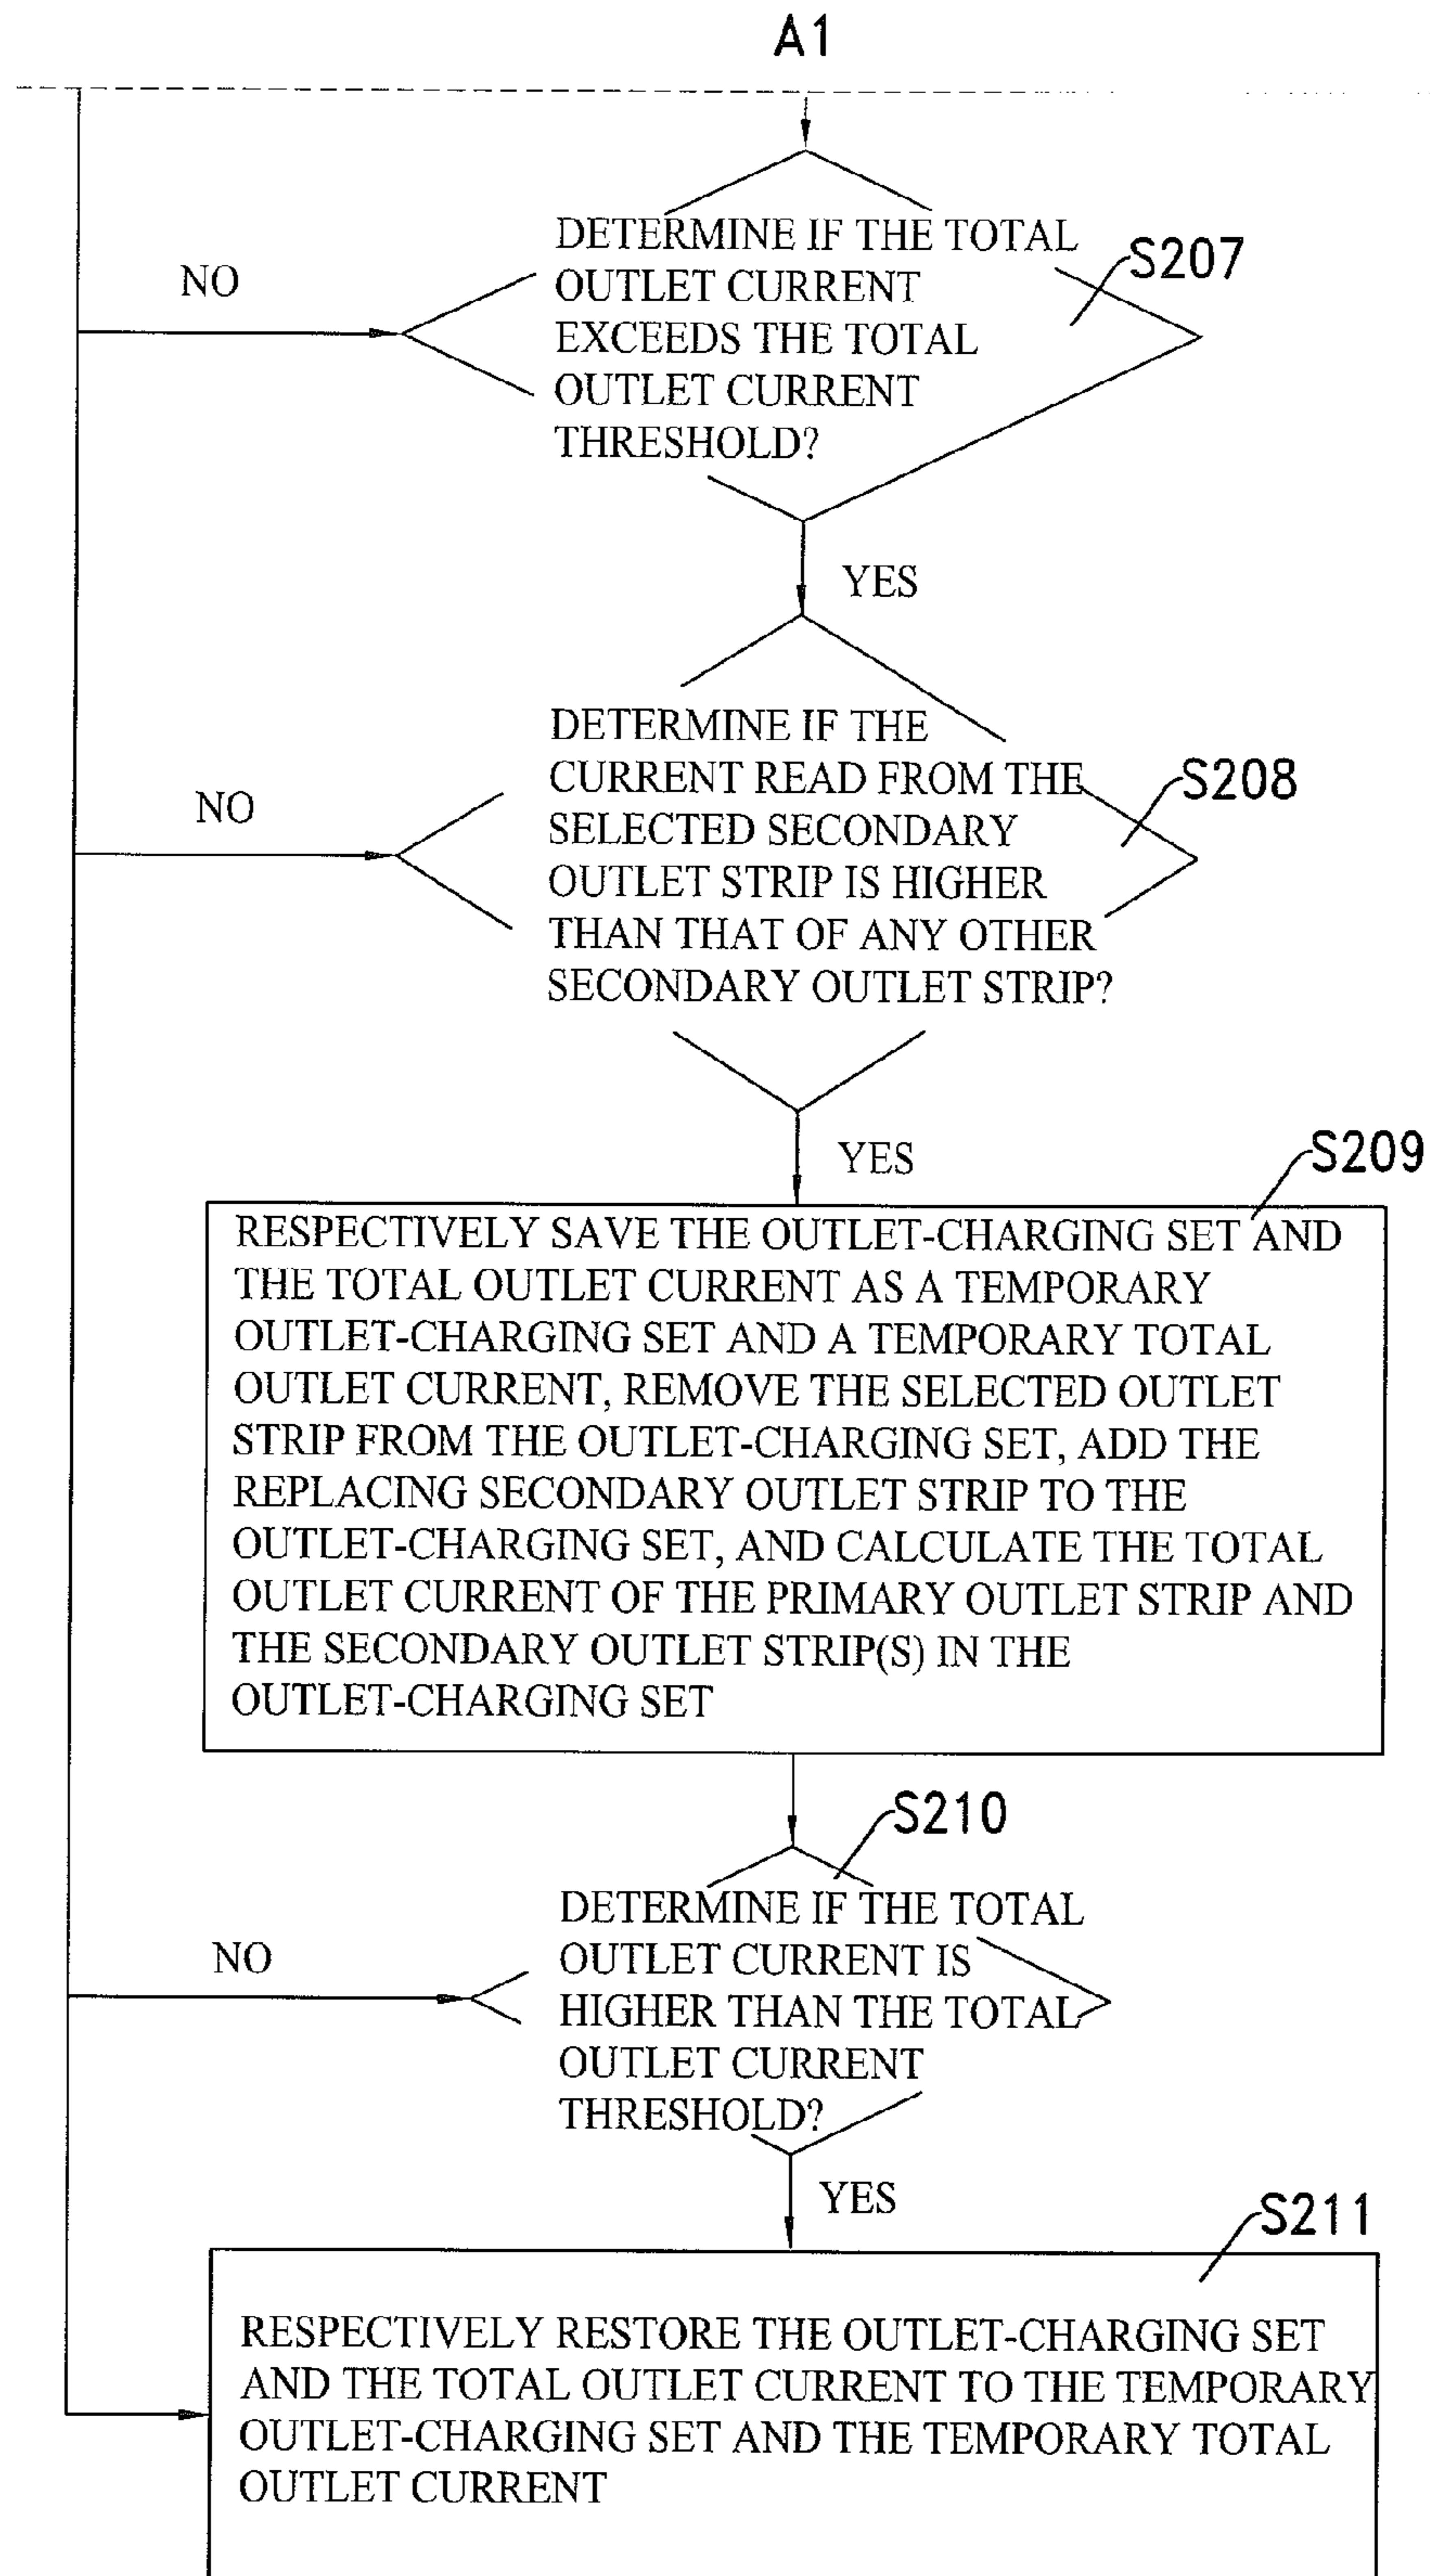 A1
DETERMINE IF THE TOTAL
OUTLET CURRENT
EXCEEDS THE TOTAL
OUTLET CURRENT
THRESHOLD?
S207
NO
YES
DETERMINE IF THE
CURRENT READ FROM THE
SELECTED SECONDARY
OUTLET STRIP IS HIGHER
THAN THAT OF ANY OTHER
SECONDARY OUTLET STRIP?
S208
NO
YES
S209
RESPECTIVELY SAVE THE OUTLET-CHARGING SET AND
THE TOTAL OUTLET CURRENT AS A TEMPORARY
OUTLET-CHARGING SET AND A TEMPORARY TOTAL
OUTLET CURRENT, REMOVE THE SELECTED OUTLET
STRIP FROM THE OUTLET-CHARGING SET, ADD THE
REPLACING SECONDARY OUTLET STRIP TO THE
OUTLET-CHARGING SET, AND CALCULATE THE TOTAL
OUTLET CURRENT OF THE PRIMARY OUTLET STRIP AND
THE SECONDARY OUTLET STRIP(S) IN THE
OUTLET-CHARGING SET
S210
DETERMINE IF THE TOTAL
OUTLET CURRENT IS
HIGHER THAN THE TOTAL
OUTLET CURRENT
THRESHOLD?
NO
YES
S211
RESPECTIVELY RESTORE THE OUTLET-CHARGING SET
AND THE TOTAL OUTLET CURRENT TO THE TEMPORARY
OUTLET-CHARGING SET AND THE TEMPORARY TOTAL
OUTLET CURRENT